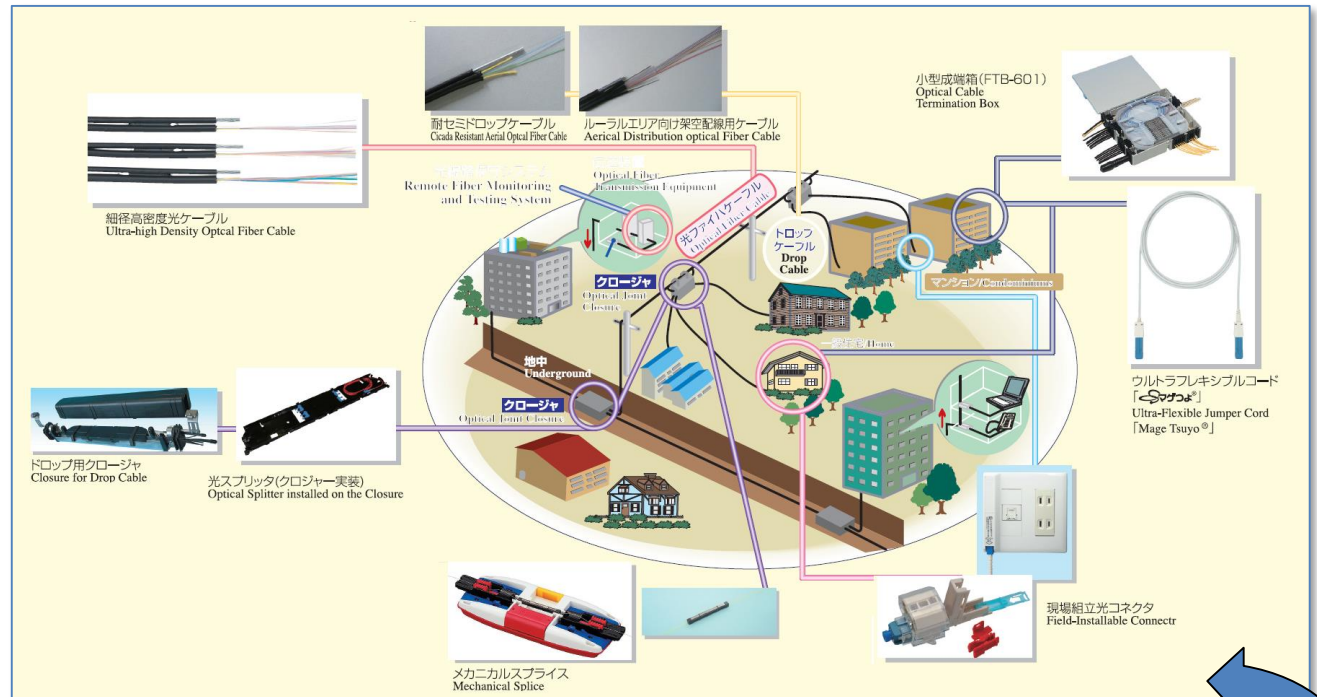 耐セミドロップケーブル
Cicada Resistant Aerial Optical Fiber Cable
ルーラルエリア向け架空配線用ケーブル
Aerical Distribution optical Fiber Cable
小型成端箱(FTB-601)
Optical Cable
Termination Box
細径高密度光ケーブル
Ultra-high Density Optcal Fiber Cable
Optical Fiber
Transmission Equipment
Remote Fiber Monitoring
and Testing System
光ファイバケーブル
Optical Fiber Cable
ドロップ
ケーブル
Drop
Cable
クロージャ
Optical Joint
Closure
マンション/Condominiums
一般住宅/Home
地中
Underground
クロージャ
Optical Joint Closure
ウルトラフレキシブルコード
「マゲつよ®」
Ultra-Flexible Jumper Cord
「Mage Tsuyo®」
ドロップ用クロージャ
Closure for Drop Cable
光スプリッタ(クロジャー実装)
Optical Splitter installed on the Closure
現場組立光コネクタ
Field-Installable Connectr
メカニカルスプライス
Mechanical Splice